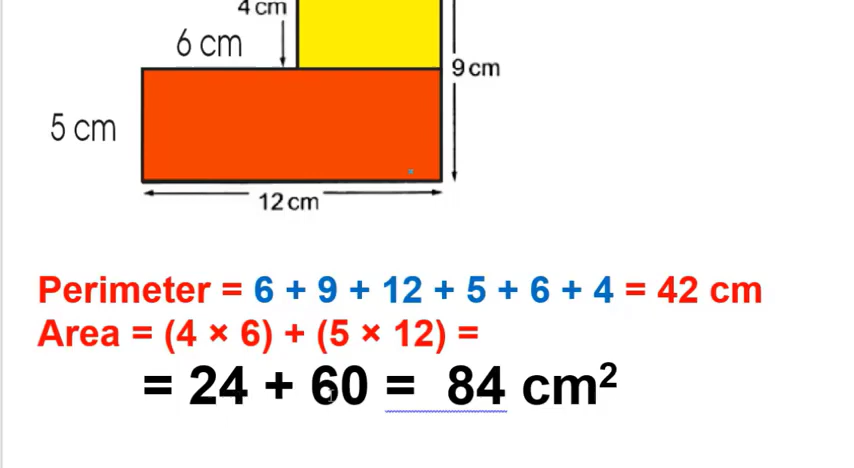 4 cm
6 cm
9 cm
5 cm
12 cm
Perimeter = 6 + 9 + 12 + 5 + 6 + 4 = 42 cm
Area = (4 × 6) + (5 × 12) =
= 24 + 60 = 84 cm²